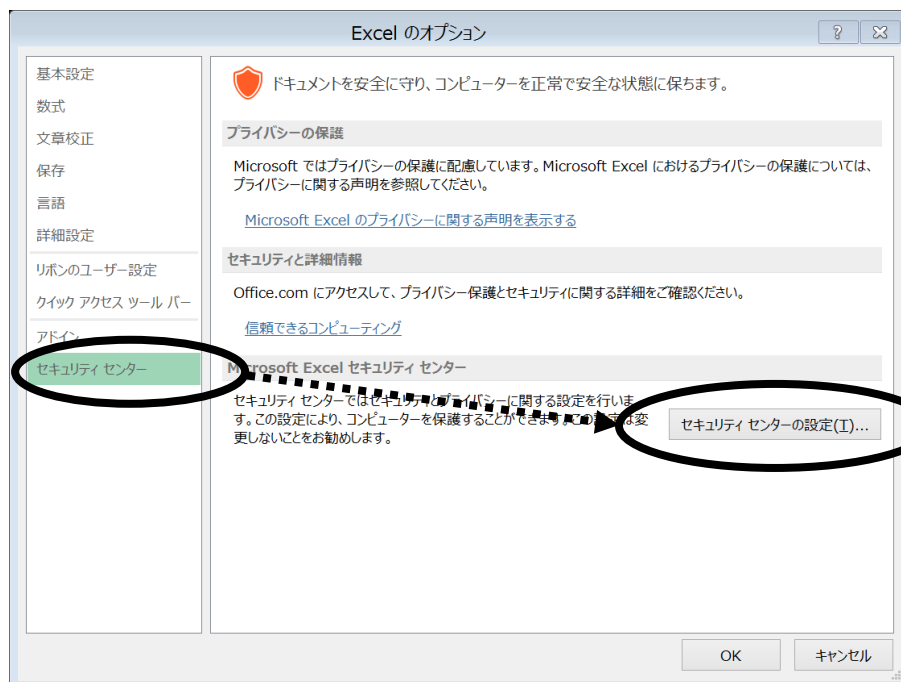 Excel のオプション
基本設定
数式
文章校正
保存
言語
詳細設定
リボンのユーザー設定
クイック アクセス ツール バー
アドイン
セキュリティ センター
ドキュメントを安全に守り、コンピューターを正常で安全な状態に保ちます。
プライバシーの保護
Microsoft ではプライバシーの保護に配慮しています。Microsoft Excel におけるプライバシーの保護については、
プライバシーに関する声明を参照してください。
Microsoft Excel のプライバシーに関する声明を表示する
セキュリティと詳細情報
Office.com にアクセスして、プライバシー保護とセキュリティに関する詳細をご確認ください。
信頼できるコンピューティング
Microsoft Excel セキュリティ センター
セキュリティ センターではセキュリティとプライバシーに関する設定を行いま
す。この設定により、コンピューターを保護することができます。この設定は変
更しないことをお勧めします。
セキュリティ センターの設定(T)...
OK
キャンセル